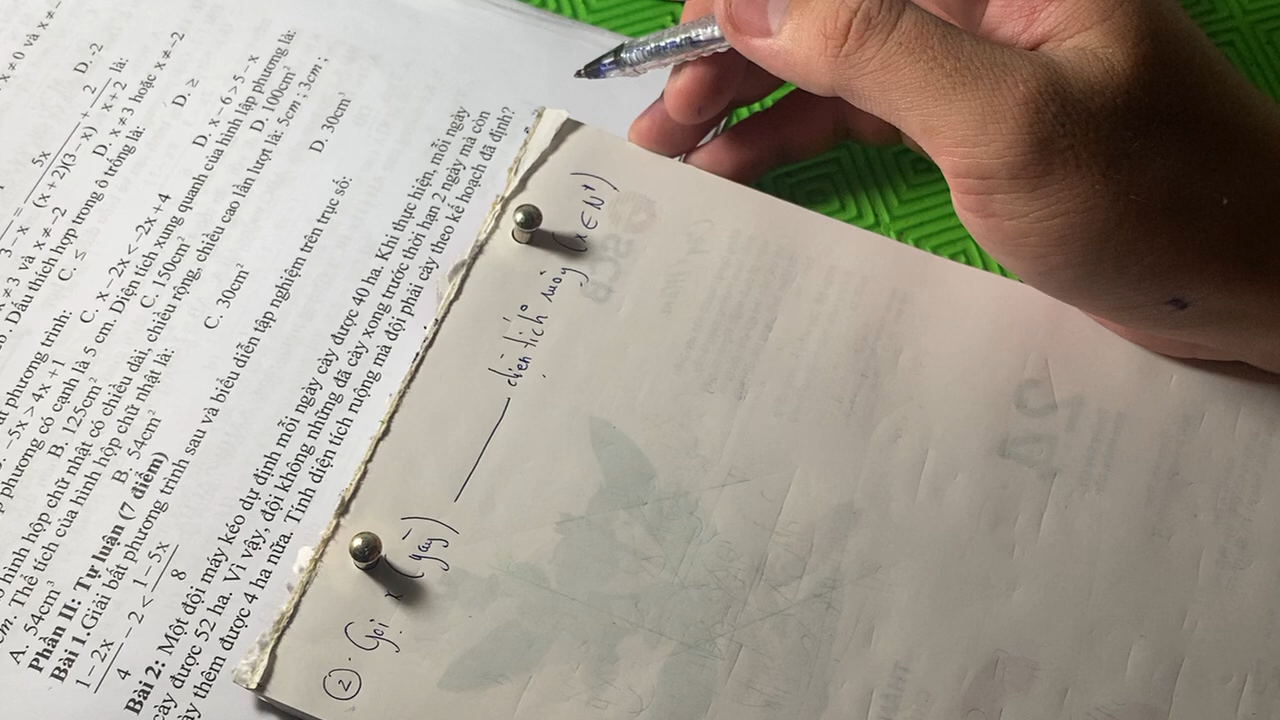 x ≠ 0 và x ≠ -
3 - x = 5x/((x + 2)(3 - x)) + 2/(x + 2) là:
D. -2
x ≠ 3 và x ≠ -2
D. x ≠ 3 hoặc x ≠ -2
Dấu thích hợp trong ô trống là:
C. ≤
D. ≥
phương trình:
-5x > 4x + 1
C. x - 2x < -2x + 4
D. x - 6 > 5 - x
phương có cạnh là 5 cm. Diện tích xung quanh của hình lập phương là:
B. 125cm²
C. 150cm²
D. 100cm²
hình hộp chữ nhật có chiều dài, chiều rộng, chiều cao lần lượt là: 5cm ; 3cm ;
cm. Thể tích của hình hộp chữ nhật là:
A. 54cm³
B. 54cm²
C. 30cm²
D. 30cm³
Phần II: Tự luận (7 điểm)
Bài 1. Giải bất phương trình sau và biểu diễn tập nghiệm trên trục số:
(1 - 2x)/4 - 2 < (1 - 5x)/8
Bài 2: Một đội máy kéo dự định mỗi ngày cày được 40 ha. Khi thực hiện, mỗi ngày
cày được 52 ha. Vì vậy, đội không những đã cày xong trước thời hạn 2 ngày mà còn
ày thêm được 4 ha nữa. Tính diện tích ruộng mà đội phải cày theo kế hoạch đã định?
② . Gọi x (ngày) — diện tích ruộng (x ∈ N⁺)